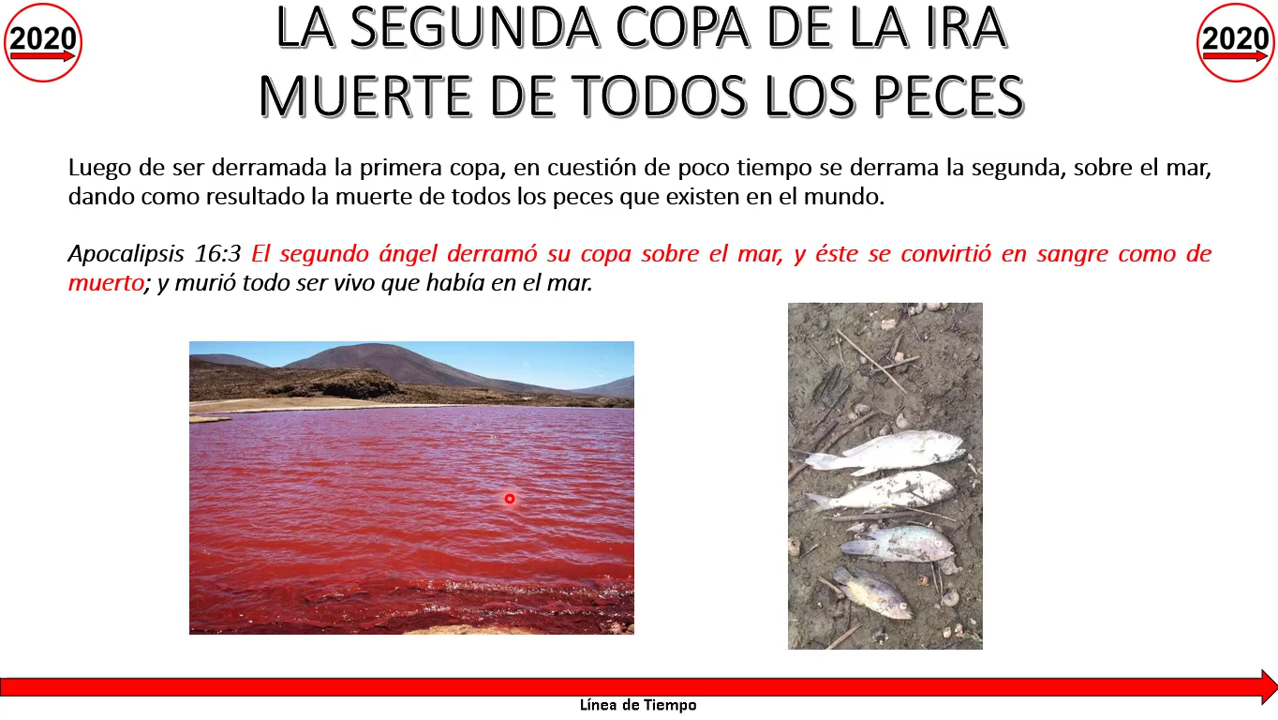 2020
LA SEGUNDA COPA DE LA IRA
2020
MUERTE DE TODOS LOS PECES
Luego de ser derramada la primera copa, en cuestión de poco tiempo se derrama la segunda, sobre el mar,
dando como resultado la muerte de todos los peces que existen en el mundo.
Apocalipsis 16:3 El segundo ángel derramó su copa sobre el mar, y éste se convirtió en sangre como de
muerto; y murió todo ser vivo que había en el mar.
Línea de Tiempo